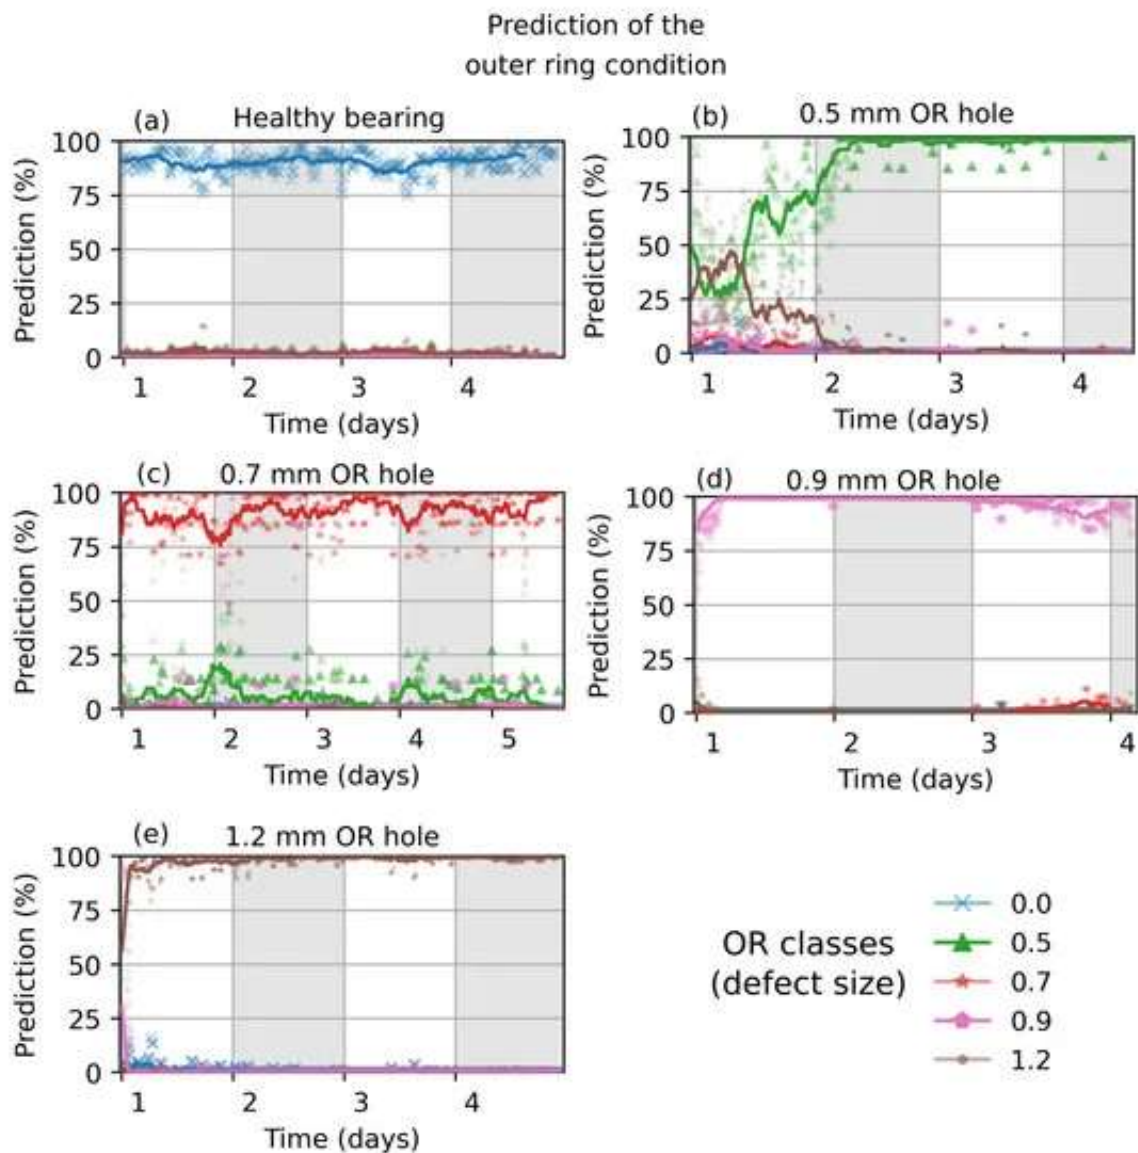 Prediction of the
outer ring condition
(a) Healthy bearing
100
75
50
25
0
Prediction (%)
1 2 3 4
Time (days)
(b) 0.5 mm OR hole
100
75
50
25
0
Prediction (%)
1 2 3 4
Time (days)
(c) 0.7 mm OR hole
100
75
50
25
0
Prediction (%)
1 2 3 4 5
Time (days)
(d) 0.9 mm OR hole
100
75
50
25
0
Prediction (%)
1 2 3 4
Time (days)
(e) 1.2 mm OR hole
100
75
50
25
0
Prediction (%)
1 2 3 4
Time (days)
OR classes
(defect size)
0.0
0.5
0.7
0.9
1.2